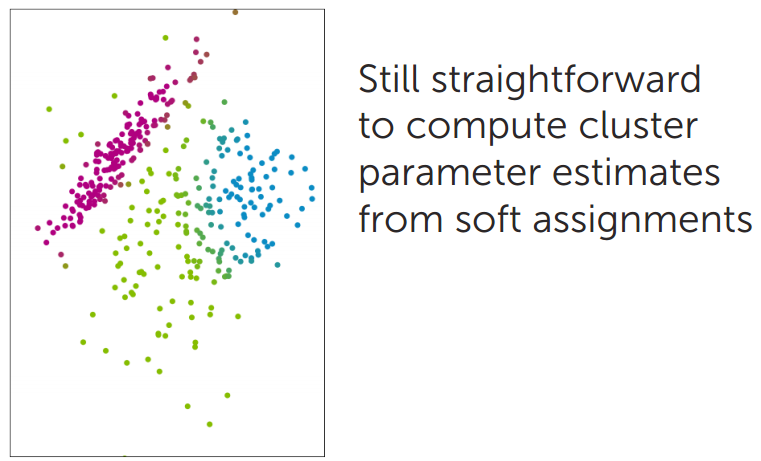 Still straightforward
to compute cluster
parameter estimates
from soft assignments